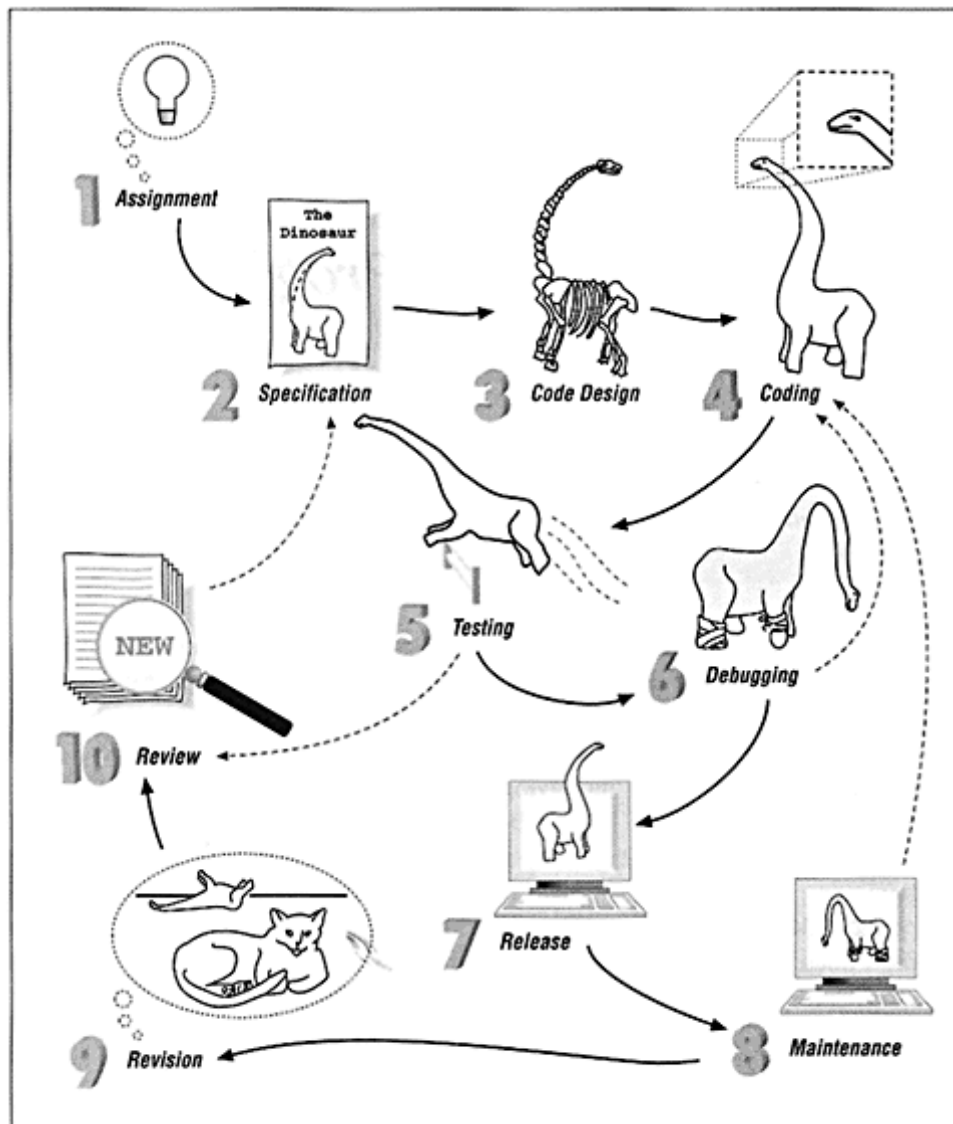 1 Assignment
The
Dinosaur
2 Specification
3 Code Design
4 Coding
5 Testing
6 Debugging
NEW
10 Review
7 Release
8 Maintenance
9 Revision